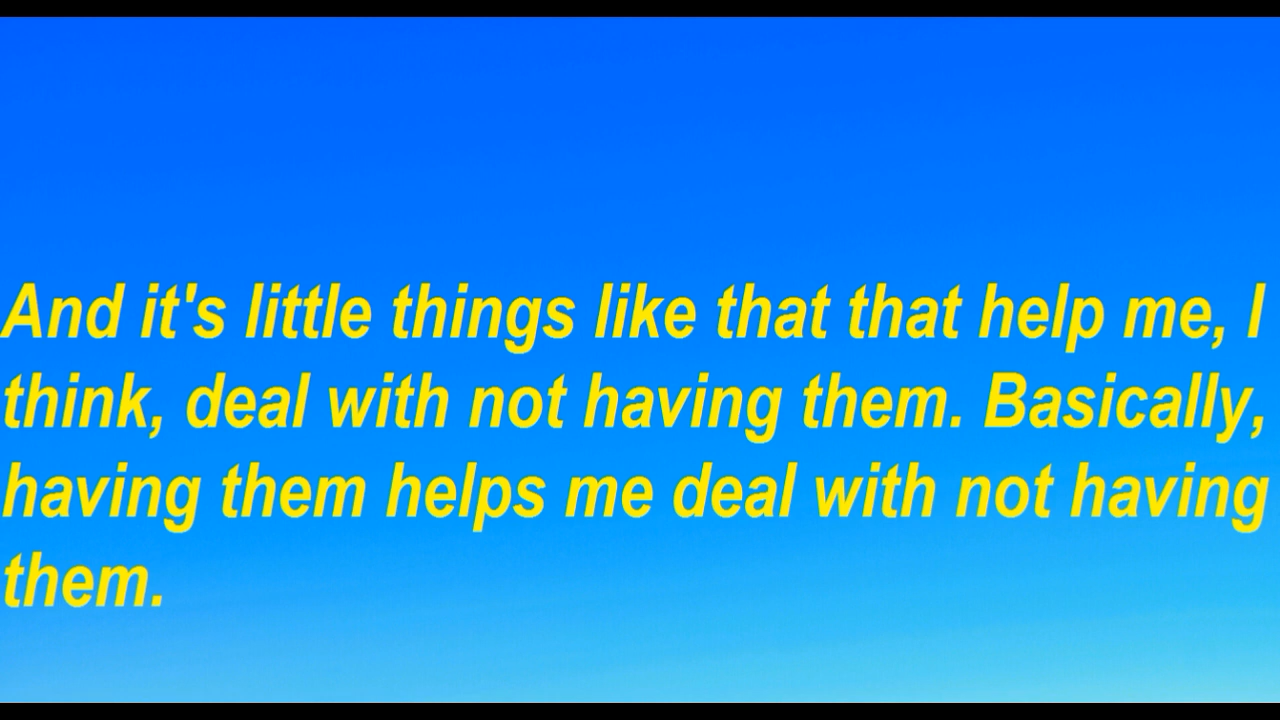 And it's little things like that that help me, I
think, deal with not having them. Basically,
having them helps me deal with not having
them.